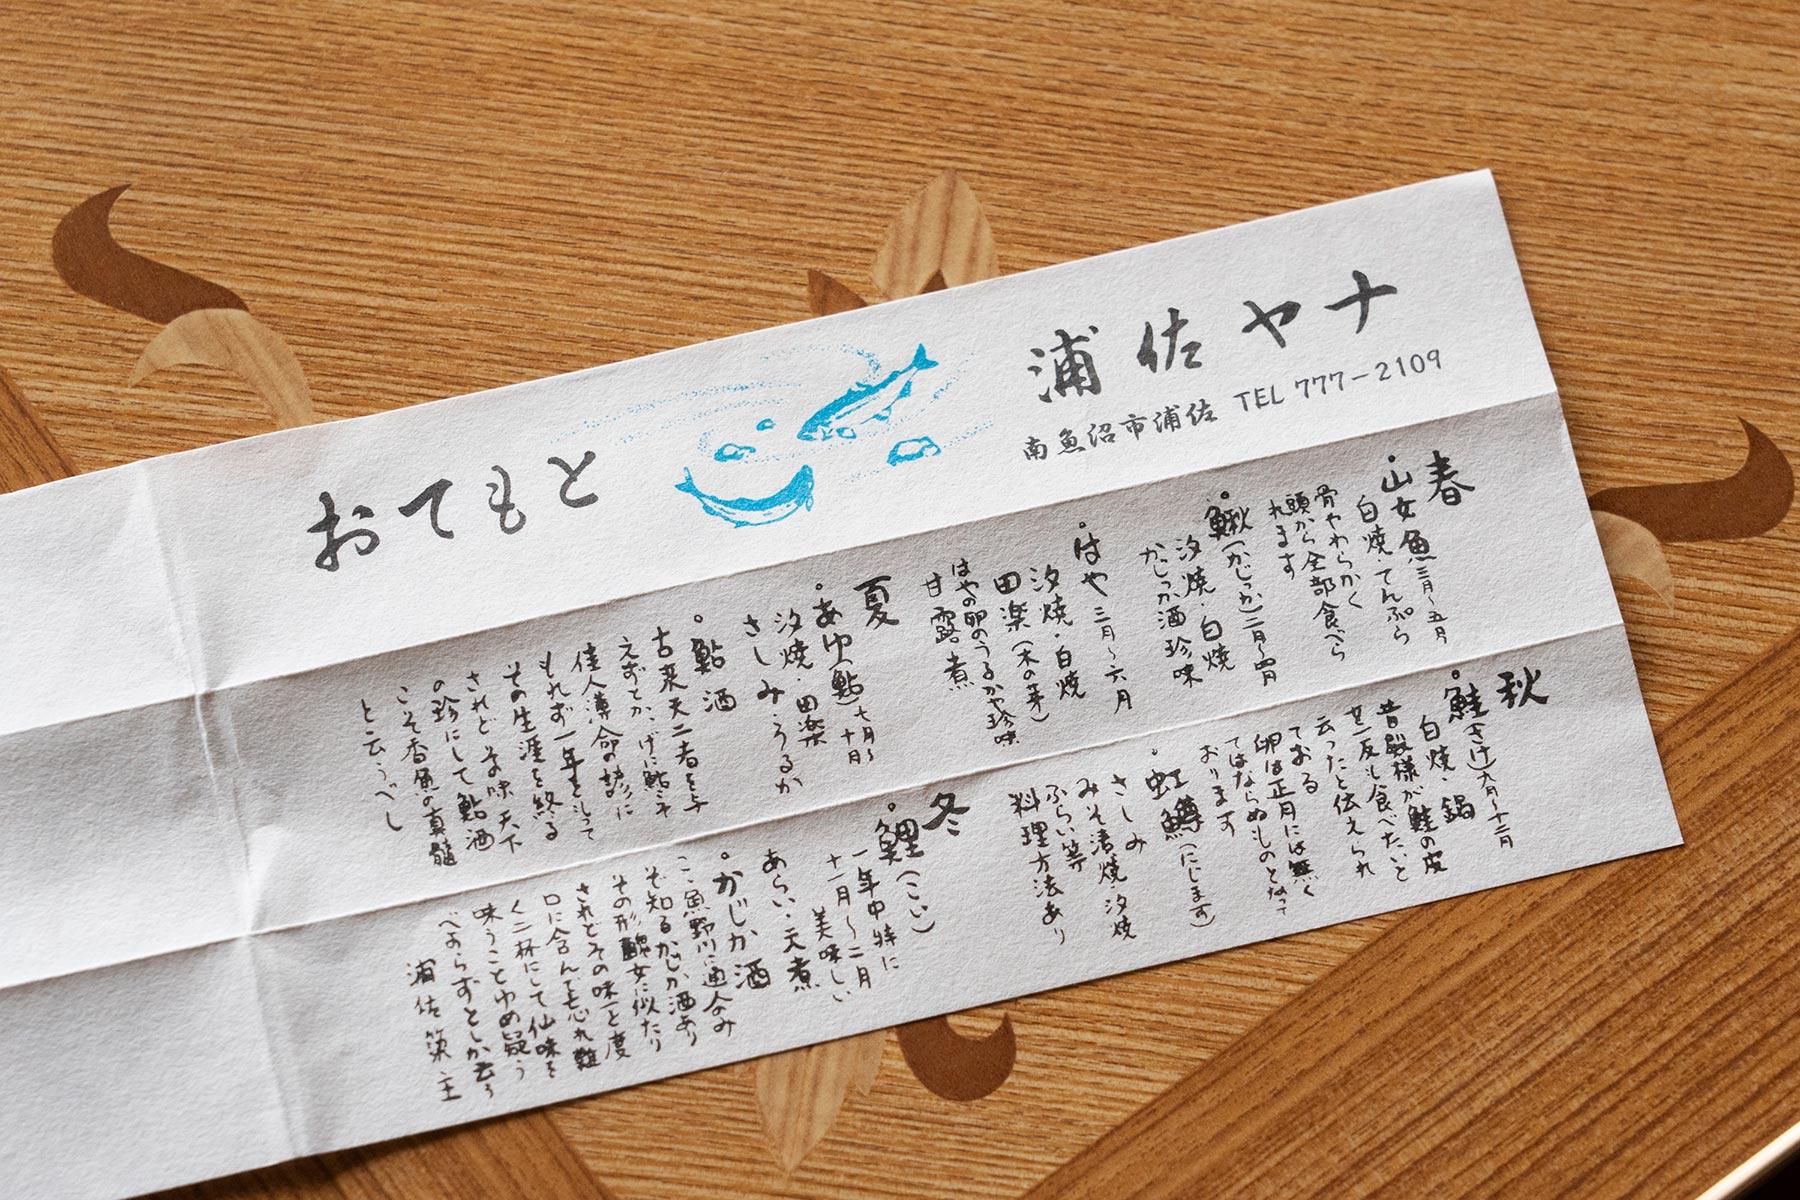 おてもと
浦佐ヤナ
南魚沼市浦佐 TEL 777-2109
春
・山女魚 三月〜五月
白焼・てんぷら
骨やわらかく
頭から全部食べら
れます
・鰍(かじっか)二月〜四月
汐焼・白焼
かじっか酒珍味
・はや 三月〜六月
汐焼・白焼
田楽(木の芽)
はやの卵のうるか珍味
甘露煮
夏
・あゆ(鮎)七月〜十月
汐焼・田楽
さしみ・うるか
・鮎酒
古来天二者を与
えずとか、げに鮎こそ
佳人薄命の諺に
もれず一年をもって
その生涯を終る
されどその味天下
の珍にして鮎酒
こそ香魚の真髄
と云うべし
秋
・鮭(さけ)九月〜十二月
白焼・鍋
昔殿様が鮭の皮
一反も食べたいと
云ったと伝えられ
ておる
卵は正月には無く
てはならぬものとなって
おります
・虹鱒(にじます)
さしみ
みそ漬焼・汐焼
ふらい等
料理方法あり
冬
・鯉(こい)
一年中特に
十一月〜二月
美味しい
あらい・煮
・かじか酒
こゝ魚野川に通人のみ
ぞ知るかじか酒あり
その形醜女に似たり
されどその味一と度
口に含んで忘れ難
く二杯にして仙味を
味うことゆめ疑う
べからずとしか云う
浦佐簗主